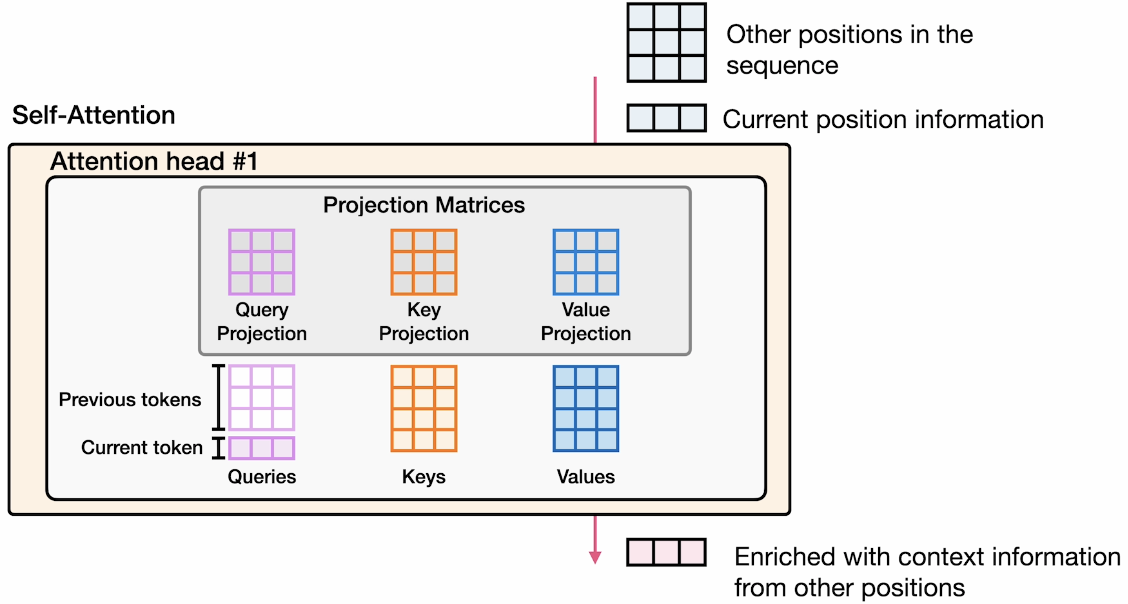 Other positions in the
sequence
Self-Attention
Current position information
Attention head #1
Projection Matrices
Query
Projection
Key
Projection
Value
Projection
Previous tokens
Current token
Queries
Keys
Values
Enriched with context information
from other positions